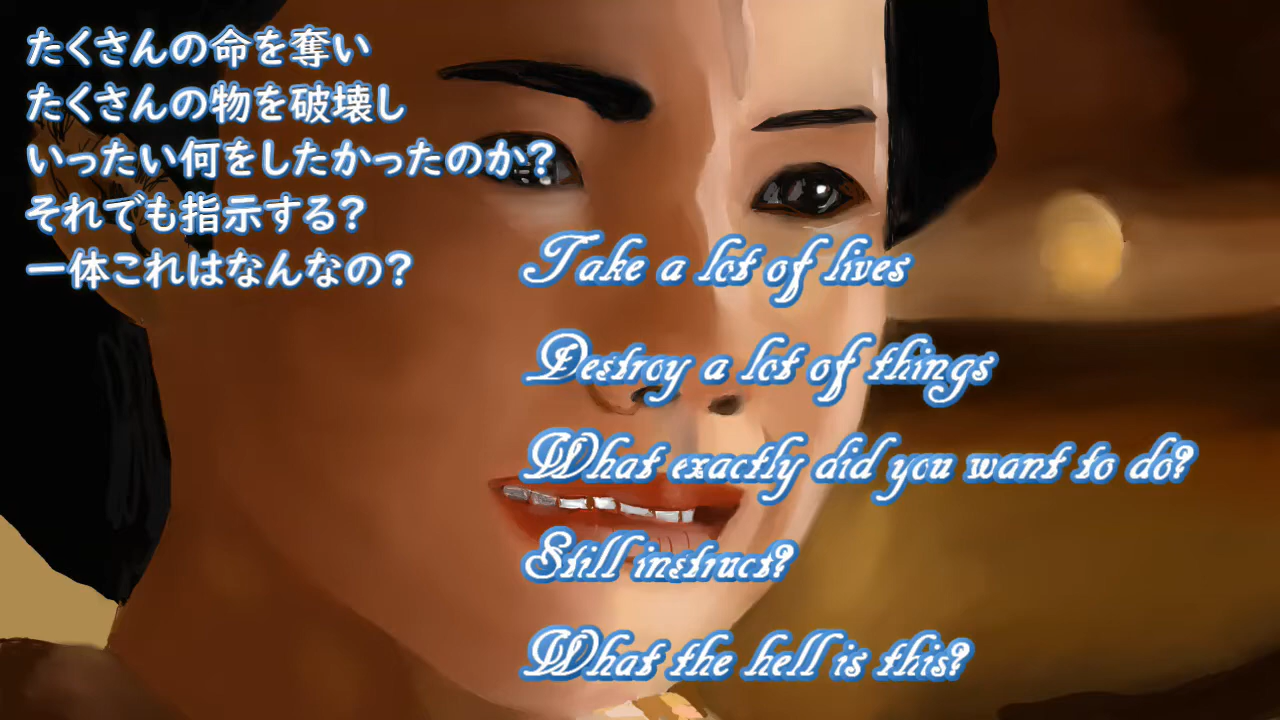 たくさんの命を奪い
たくさんの物を破壊し
いったい何をしたかったのか？
それでも指示する？
一体これはなんなの？
Take a lot of lives
Destroy a lot of things
What exactly did you want to do?
Still instruct?
What the hell is this?